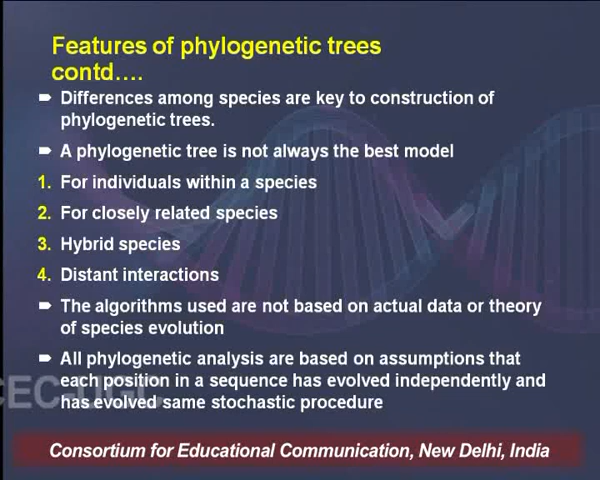 Features of phylogenetic trees
contd....
Differences among species are key to construction of
phylogenetic trees.
A phylogenetic tree is not always the best model
1. For individuals within a species
2. For closely related species
3. Hybrid species
4. Distant interactions
The algorithms used are not based on actual data or theory
of species evolution
All phylogenetic analysis are based on assumptions that
each position in a sequence has evolved independently and
has evolved same stochastic procedure
CEC-UGC
Consortium for Educational Communication, New Delhi, India